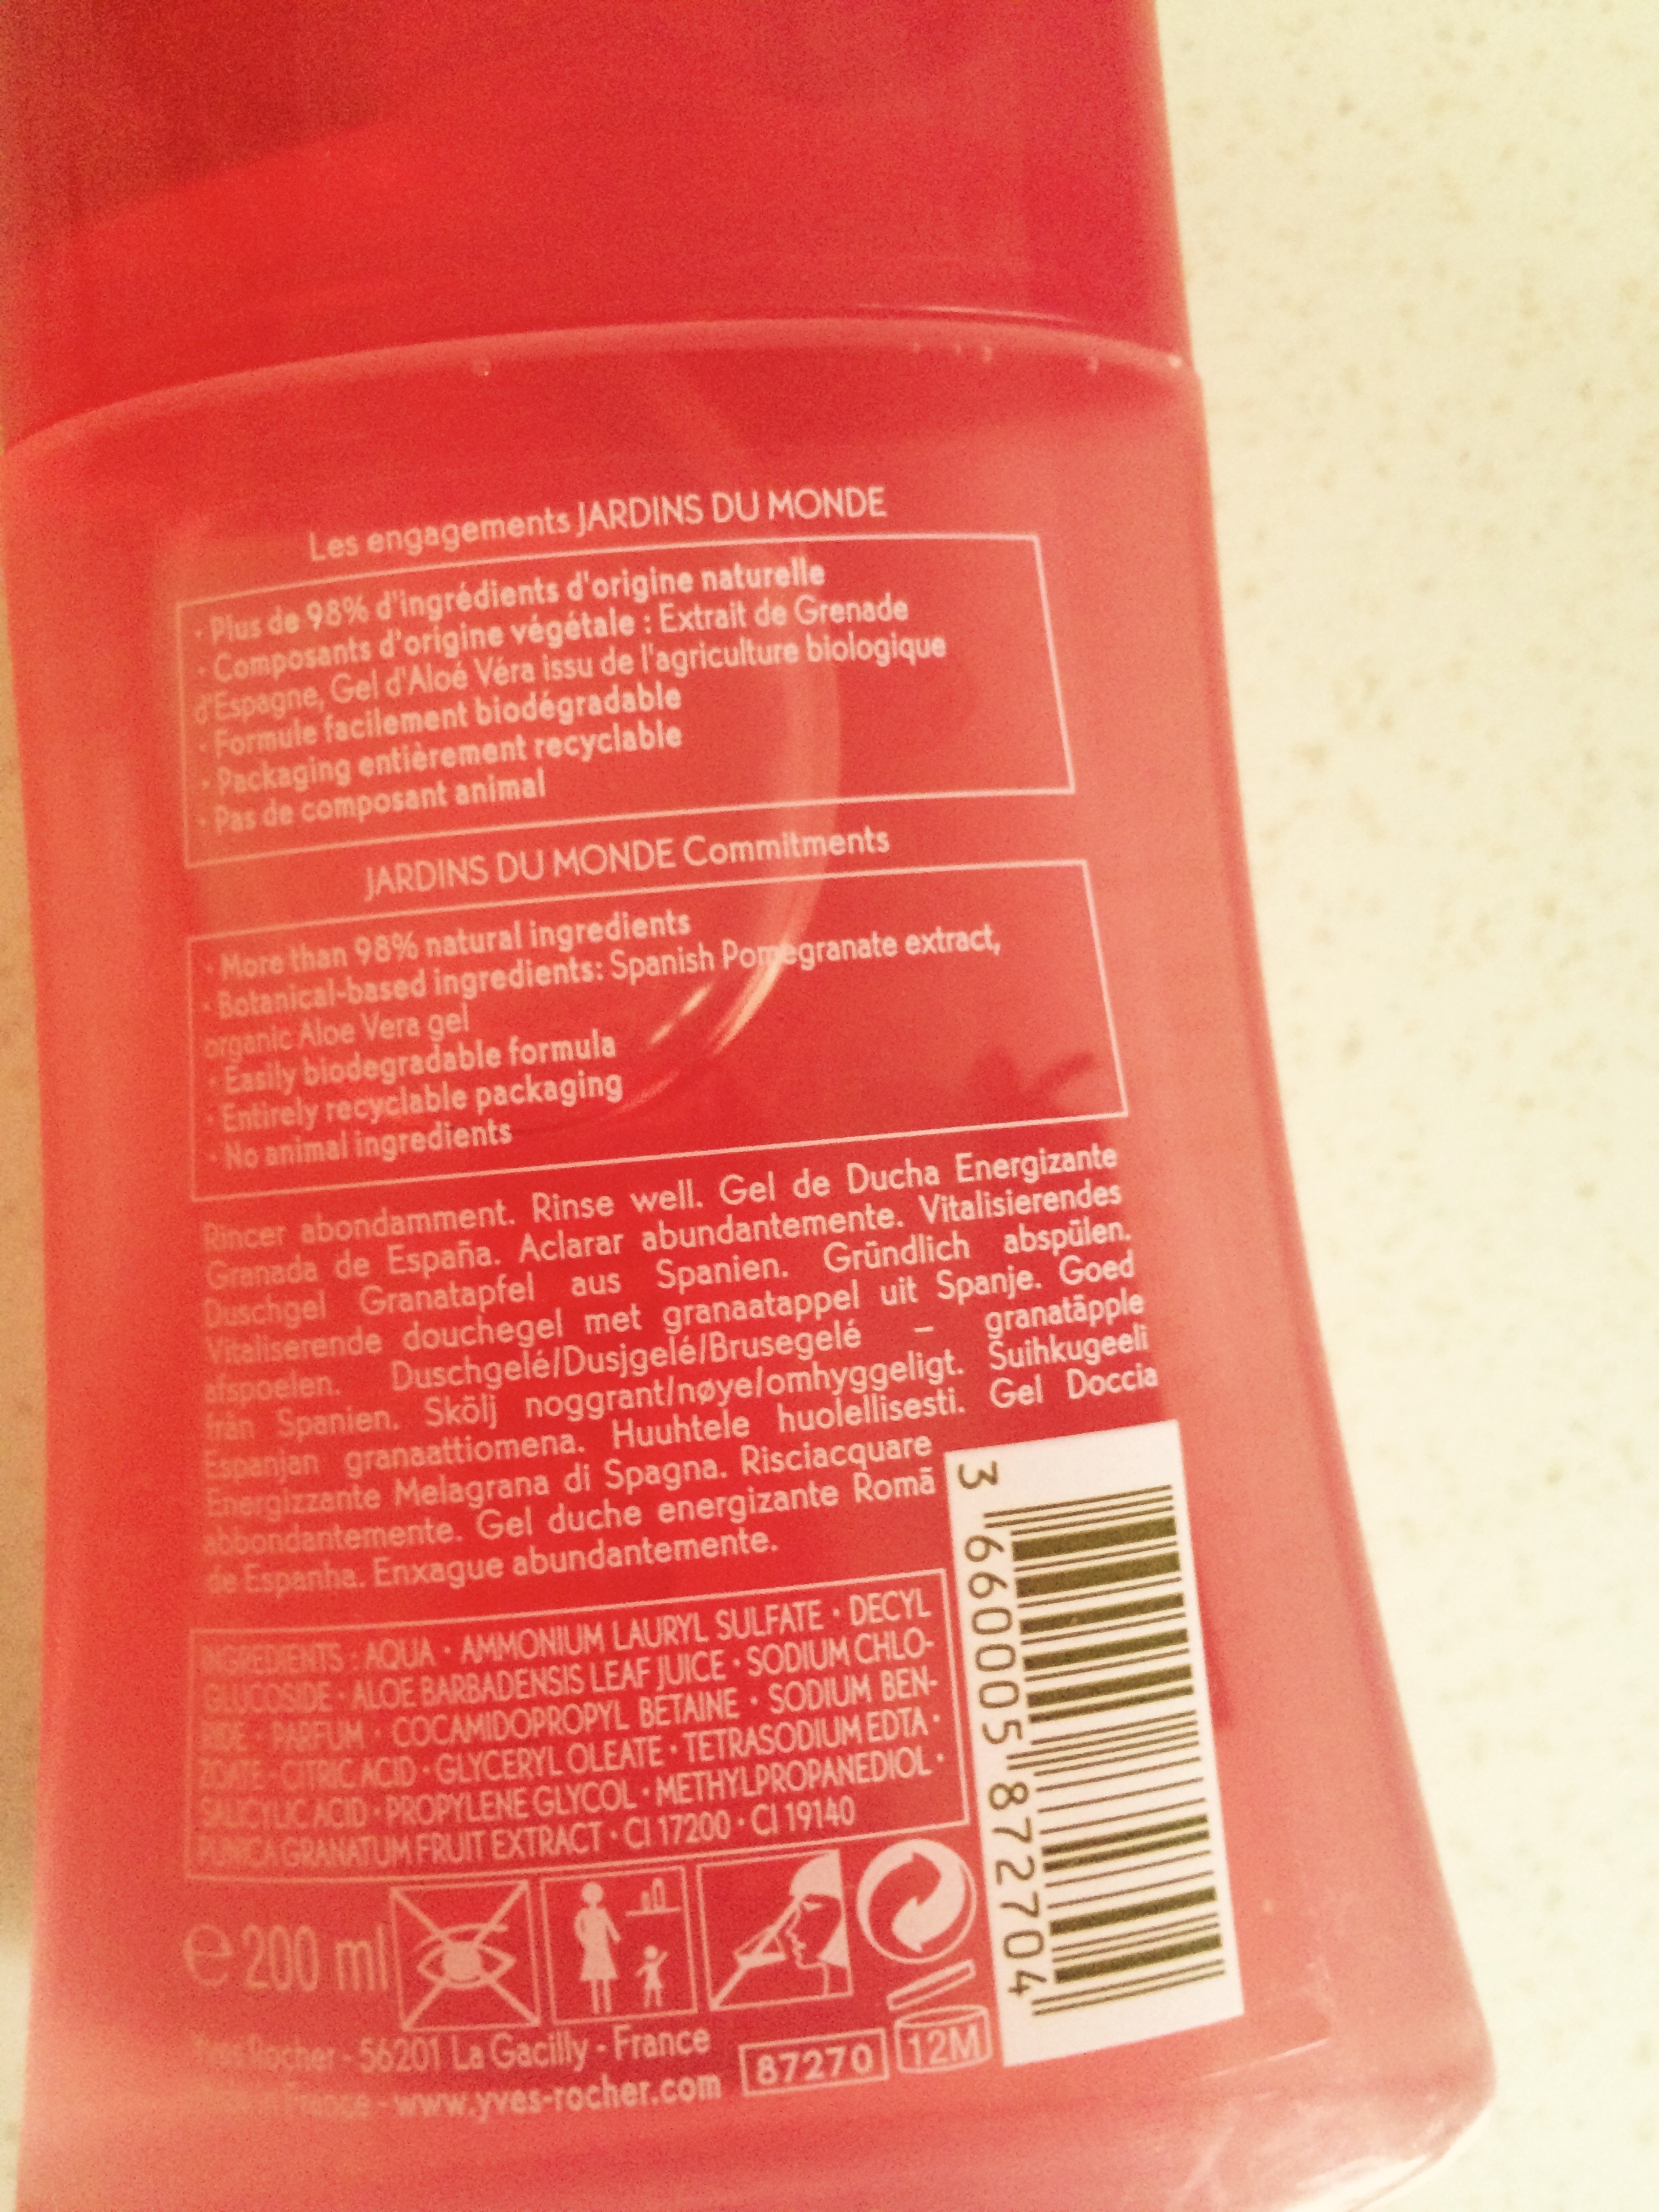 Les engagements JARDINS DU MONDE
• Plus de 98% d'ingrédients d'origine naturelle
• Composants d'origine végétale : Extrait de Grenade
d'Espagne, Gel d'Aloé Véra issu de l'agriculture biologique
• Formule facilement biodégradable
• Packaging entièrement recyclable
• Pas de composant animal
JARDINS DU MONDE Commitments
• More than 98% natural ingredients
• Botanical-based ingredients: Spanish Pomegranate extract,
organic Aloe Vera gel
• Easily biodegradable formula
• Entirely recyclable packaging
• No animal ingredients
Rincer abondamment. Rinse well. Gel de Ducha Energizante
Granada de España. Aclarar abundantemente. Vitalisierendes
Duschgel Granatapfel aus Spanien. Gründlich abspülen.
Vitaliserende douchegel met granaatappel uit Spanje. Goed
afspoelen. Duschgelé/Dusjgelé/Brusegelé – granatäpple
från Spanien. Skölj noggrant/nøye/omhyggeligt. Suihkugeeli
Espanjan granaattiomena. Huuhtele huolellisesti. Gel Doccia
Energizzante Melagrana di Spagna. Risciacquare
abbondantemente. Gel duche energizante Romã
de Espanha. Enxague abundantemente.
INGREDIENTS : AQUA • AMMONIUM LAURYL SULFATE • DECYL
GLUCOSIDE • ALOE BARBADENSIS LEAF JUICE • SODIUM CHLO-
RIDE • PARFUM • COCAMIDOPROPYL BETAINE • SODIUM BEN-
ZOATE • CITRIC ACID • GLYCERYL OLEATE • TETRASODIUM EDTA •
SALICYLIC ACID • PROPYLENE GLYCOL • METHYLPROPANEDIOL •
PUNICA GRANATUM FRUIT EXTRACT • CI 17200 • CI 19140
3 660005 872704
e 200 ml
12M
Yves Rocher - 56201 La Gacilly - France
France - www.yves-rocher.com
87270